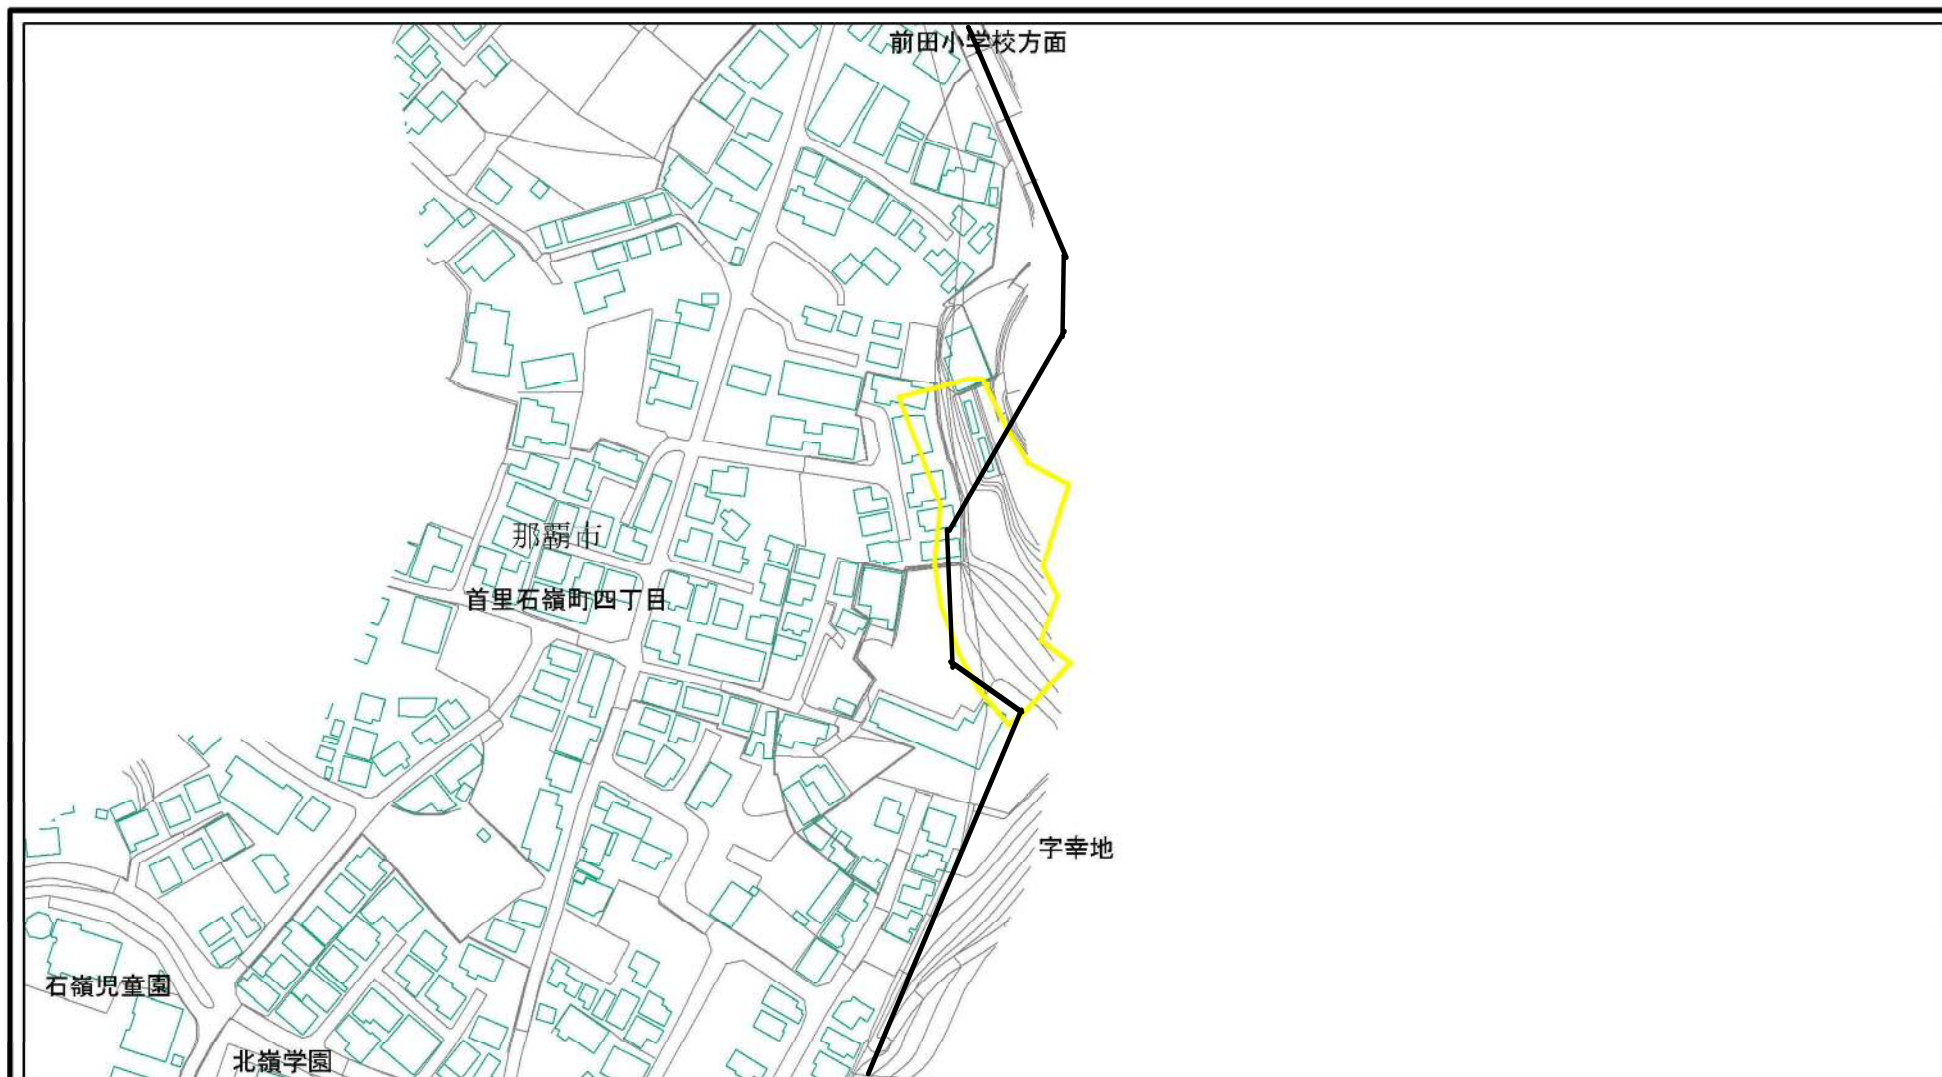 前田小学校方面
那覇市
首里石嶺町四丁目
字幸地
石嶺児童園
北嶺学園